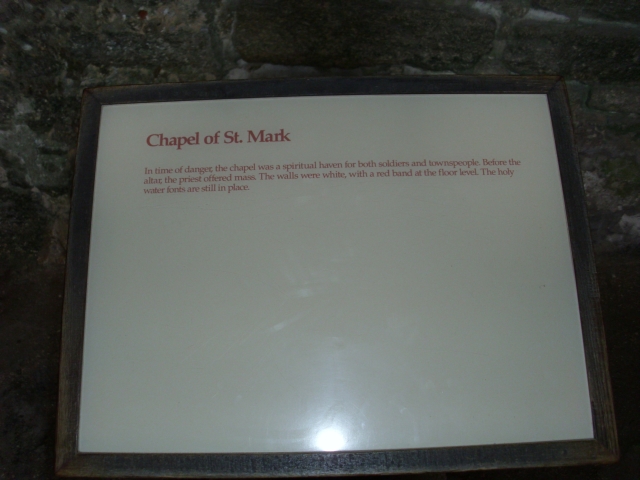 Chapel of St. Mark
In time of danger, the chapel was a spiritual haven for both soldiers and townspeople. Before the
altar, the priest offered mass. The walls were white, with a red band at the floor level. The holy
water fonts are still in place.